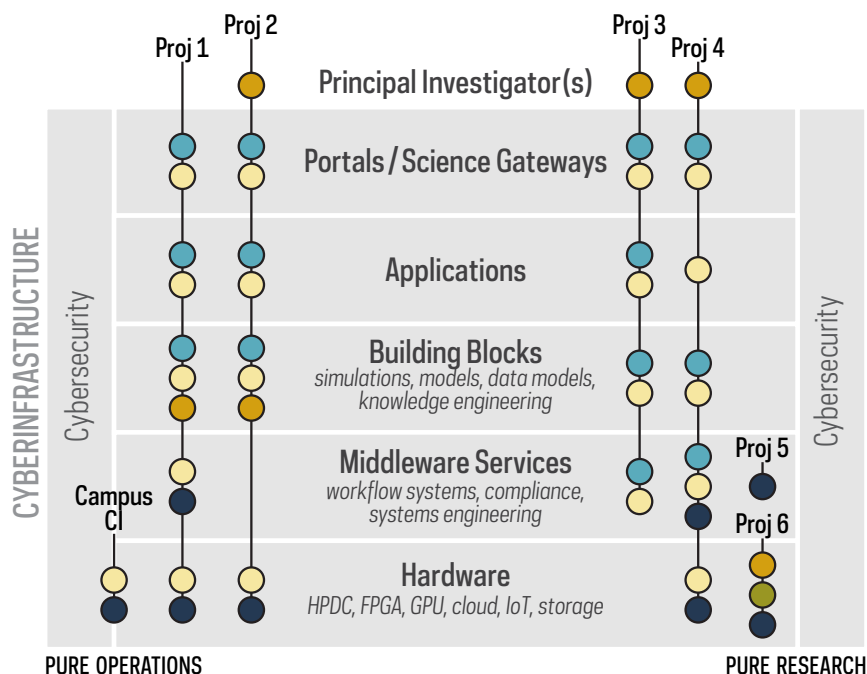 Proj 1
Proj 2
Proj 3
Proj 4
Principal Investigator(s)
Portals / Science Gateways
Applications
Building Blocks
simulations, models, data models,
knowledge engineering
Middleware Services
workflow systems, compliance,
systems engineering
Hardware
HPDC, FPGA, GPU, cloud, IoT, storage
CYBERINFRASTRUCTURE
Cybersecurity
Cybersecurity
Campus
CI
Proj 5
Proj 6
PURE OPERATIONS
PURE RESEARCH